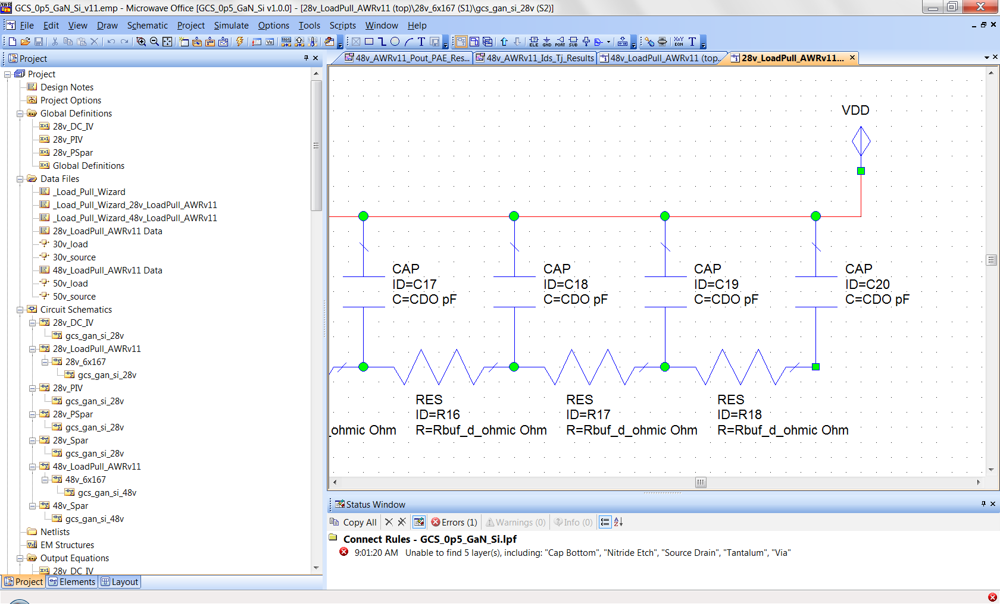 GCS_0p5_GaN_Si_v11.emp - Microwave Office [GCS_0p5_GaN_Si v1.0.0] - [28v_LoadPull_AWRv11 (top)\28v_6x167 (S1)\gcs_gan_si_28v (S2)]
File Edit View Draw Schematic Project Simulate Options Tools Scripts Window Help
Project
48v_AWRv11_Pout_PAE_Res... 48v_AWRv11_Ids_Tj_Results 48v_LoadPull_AWRv11 (top... 28v_LoadPull_AWRv11...
Project
Design Notes
Project Options
Global Definitions
28v_DC_IV
28v_PIV
28v_PSpar
Global Definitions
Data Files
_Load_Pull_Wizard
_Load_Pull_Wizard_28v_LoadPull_AWRv11
_Load_Pull_Wizard_48v_LoadPull_AWRv11
28v_LoadPull_AWRv11 Data
30v_load
30v_source
48v_LoadPull_AWRv11 Data
50v_load
50v_source
Circuit Schematics
28v_DC_IV
gcs_gan_si_28v
28v_LoadPull_AWRv11
28v_6x167
gcs_gan_si_28v
28v_PIV
gcs_gan_si_28v
28v_PSpar
gcs_gan_si_28v
28v_Spar
gcs_gan_si_28v
48v_LoadPull_AWRv11
48v_6x167
gcs_gan_si_48v
48v_Spar
gcs_gan_si_48v
Netlists
EM Structures
Output Equations
28v_DC_IV
Project Elements Layout
VDD
CAP CAP CAP CAP
ID=C17 ID=C18 ID=C19 ID=C20
C=CDO pF C=CDO pF C=CDO pF C=CDO pF
RES RES RES
ID=R16 ID=R17 ID=R18
_ohmic Ohm R=Rbuf_d_ohmic Ohm R=Rbuf_d_ohmic Ohm R=Rbuf_d_ohmic Ohm
Status Window
Copy All Errors (1) Warnings (0) Info (0)
Connect Rules - GCS_0p5_GaN_Si.lpf
9:01:20 AM Unable to find 5 layer(s), including: "Cap Bottom", "Nitride Etch", "Source Drain", "Tantalum", "Via"